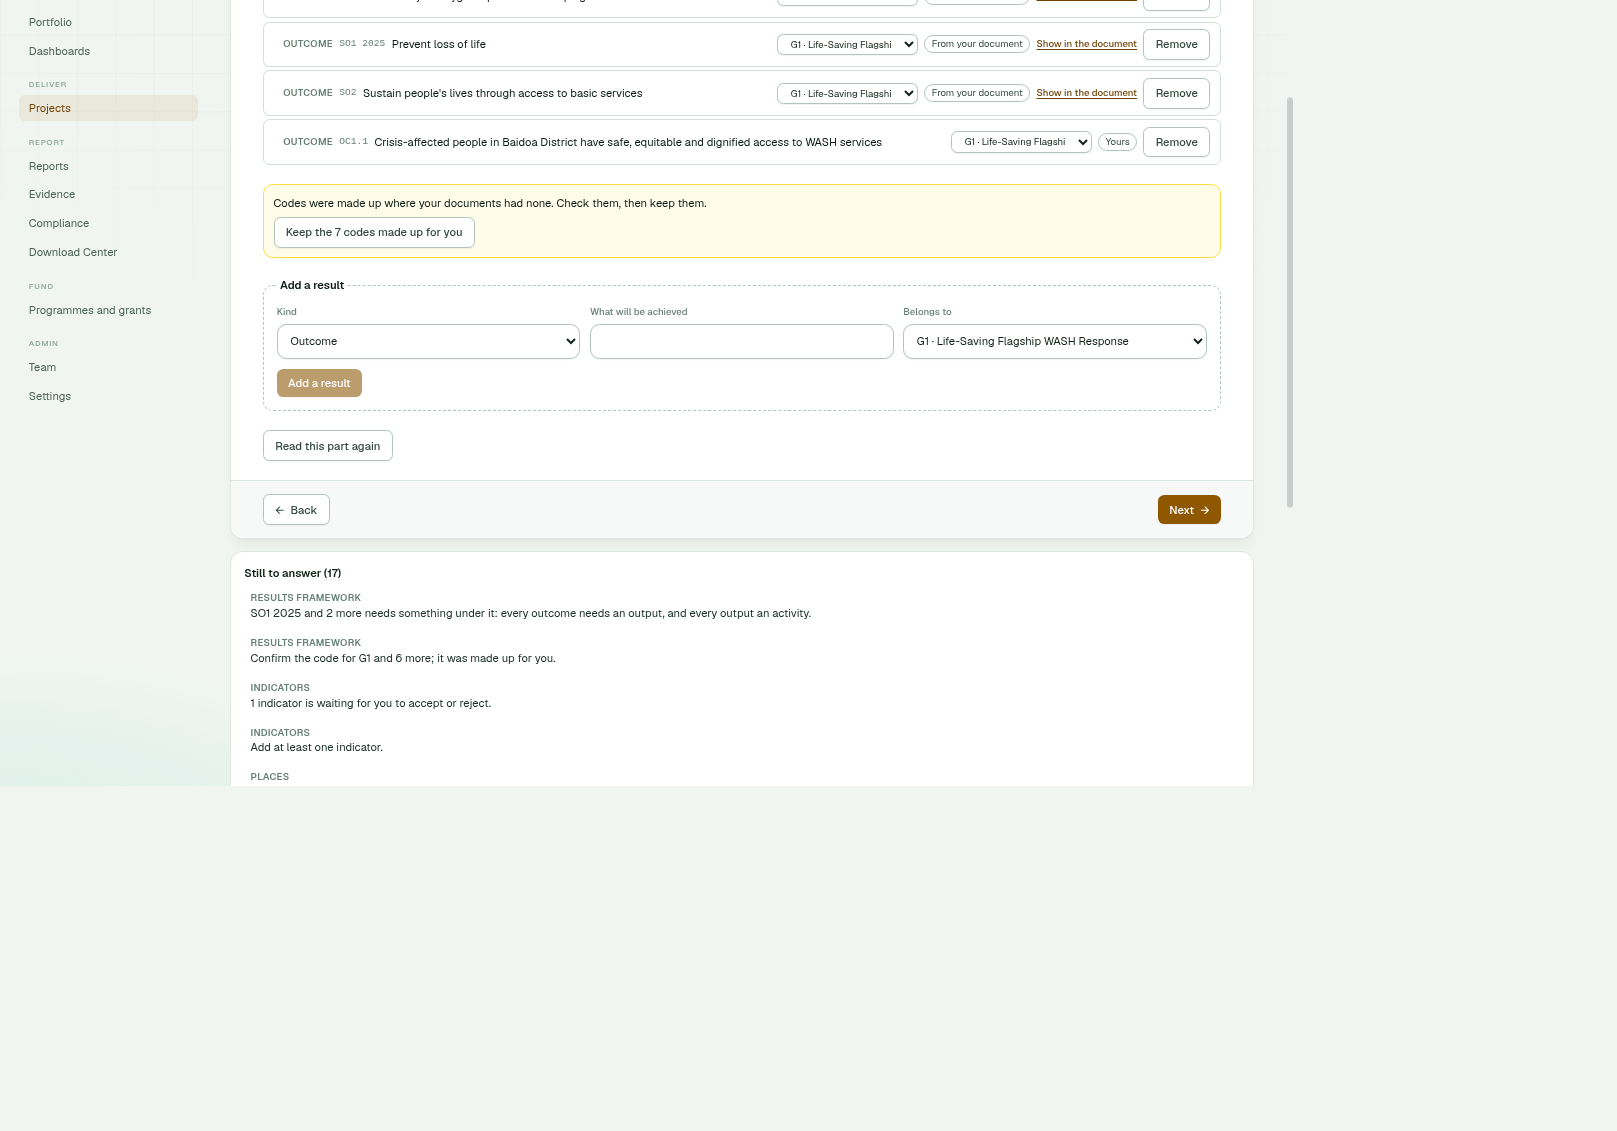 Portfolio
Dashboards
DELIVER
Projects
REPORT
Reports
Evidence
Compliance
Download Center
FUND
Programmes and grants
ADMIN
Team
Settings
OUTCOME SO1 2025 Prevent loss of life G1 · Life-Saving Flagshi From your document Show in the document Remove
OUTCOME SO2 Sustain people's lives through access to basic services G1 · Life-Saving Flagshi From your document Show in the document Remove
OUTCOME OC1.1 Crisis-affected people in Baidoa District have safe, equitable and dignified access to WASH services G1 · Life-Saving Flagshi Yours Remove
Codes were made up where your documents had none. Check them, then keep them.
Keep the 7 codes made up for you
Add a result
Kind What will be achieved Belongs to
Outcome G1 · Life-Saving Flagship WASH Response
Add a result
Read this part again
← Back Next →
Still to answer (17)
RESULTS FRAMEWORK
SO1 2025 and 2 more needs something under it: every outcome needs an output, and every output an activity.
RESULTS FRAMEWORK
Confirm the code for G1 and 6 more; it was made up for you.
INDICATORS
1 indicator is waiting for you to accept or reject.
INDICATORS
Add at least one indicator.
PLACES